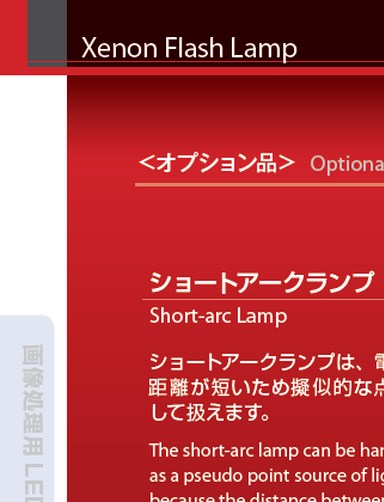 Xenon Flash Lamp
＜オプション品＞ Optiona
ショートアークランプ
Short-arc Lamp
ショートアークランプは、電
距離が短いため擬似的な点
して扱えます。
The short-arc lamp can be har
as a pseudo point source of lig
because the distance between
画像処理用 LED